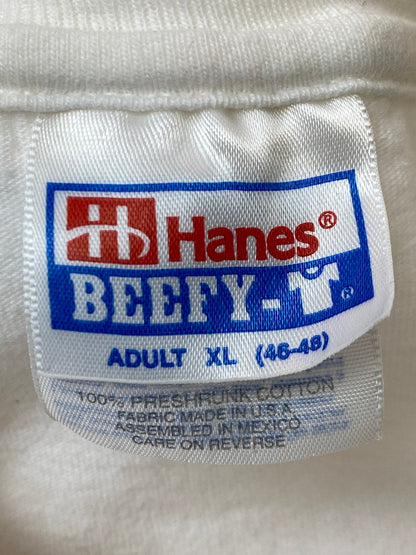 Hanes®
BEEFY-T®
ADULT XL (46-48)
100% PRESHRUNK COTTON
FABRIC MADE IN U.S.A.
ASSEMBLED IN MEXICO
CARE ON REVERSE